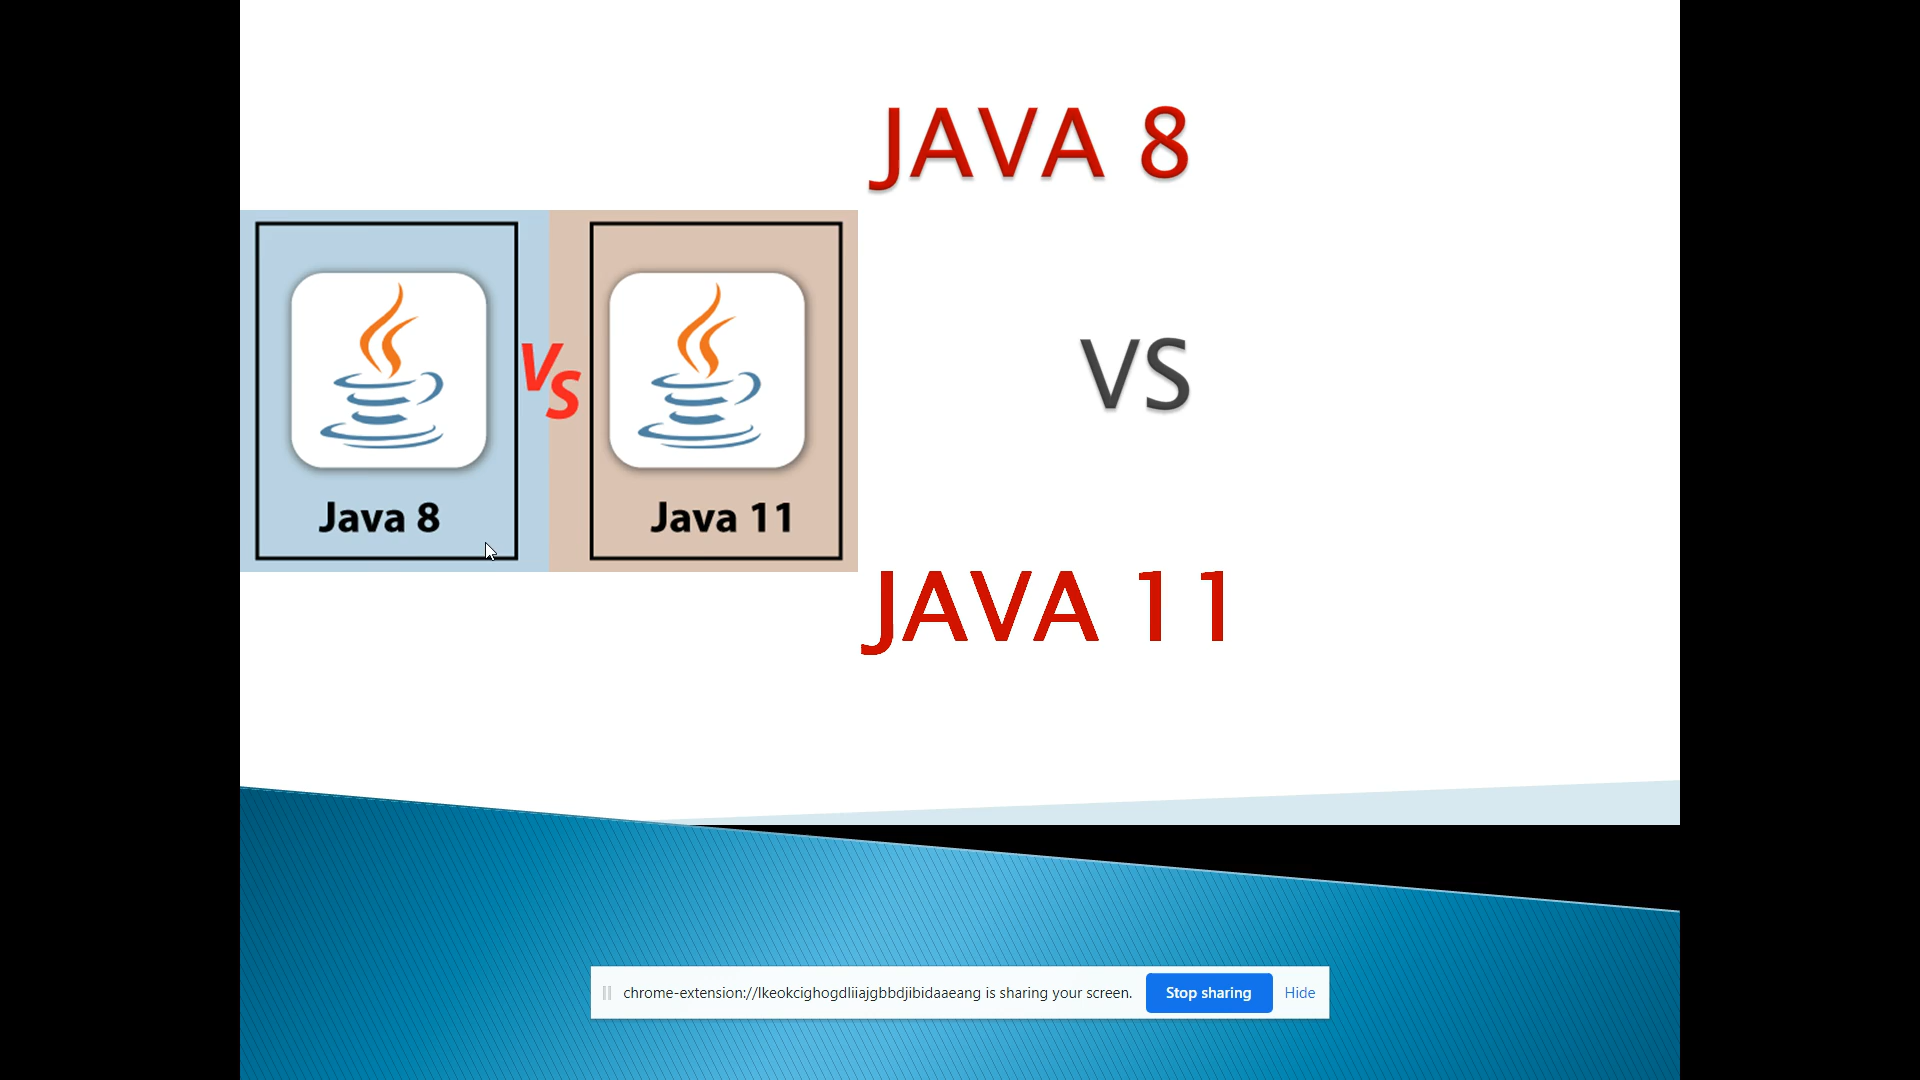 JAVA 8
VS
Java 8
Java 11
VS
JAVA 11
chrome-extension://lkeokcighogdliiajgbbdjibidaaeang is sharing your screen.
Stop sharing
Hide